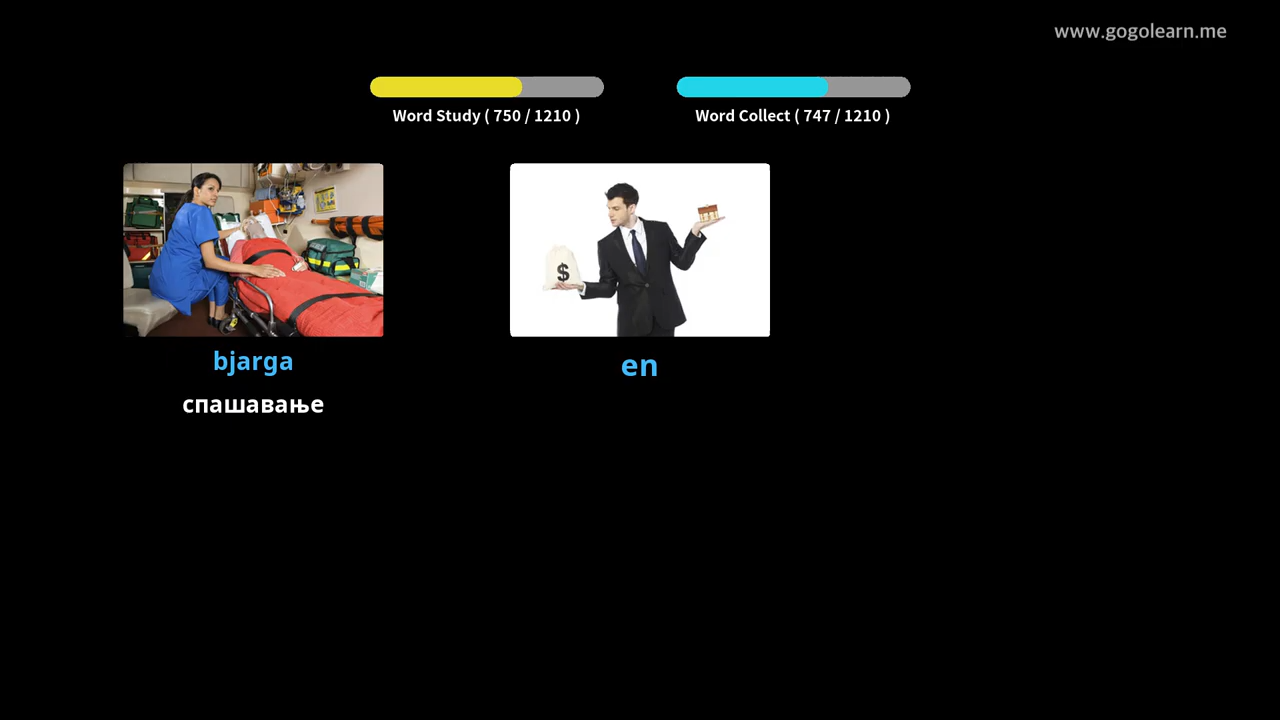 www.gogolearn.me
Word Study ( 750 / 1210 )
Word Collect ( 747 / 1210 )
$
bjarga
en
спашавање